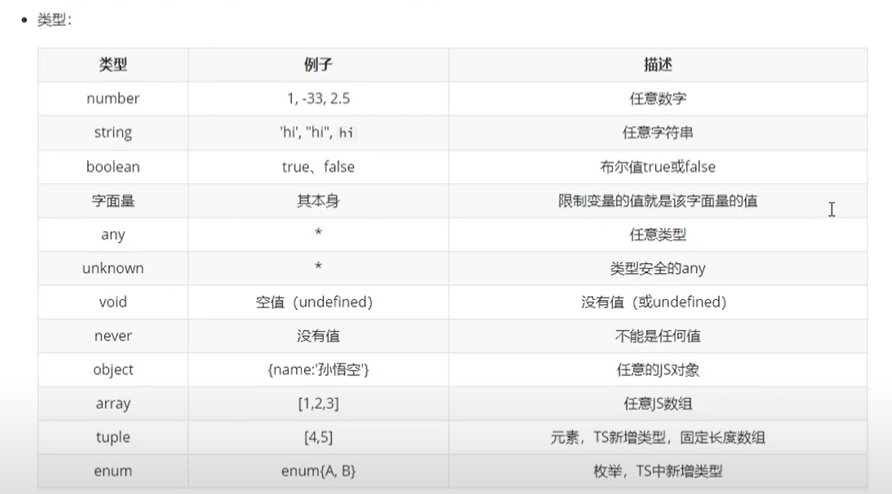 类型：
类型 例子 描述
number 1, -33, 2.5 任意数字
string 'hi', "hi", hi 任意字符串
boolean true、false 布尔值true或false
字面量 其本身 限制变量的值就是该字面量的值
any * 任意类型
unknown * 类型安全的any
void 空值（undefined） 没有值（或undefined）
never 没有值 不能是任何值
object {name:'孙悟空'} 任意的JS对象
array [1,2,3] 任意JS数组
tuple [4,5] 元素，TS新增类型，固定长度数组
enum enum{A, B} 枚举，TS中新增类型